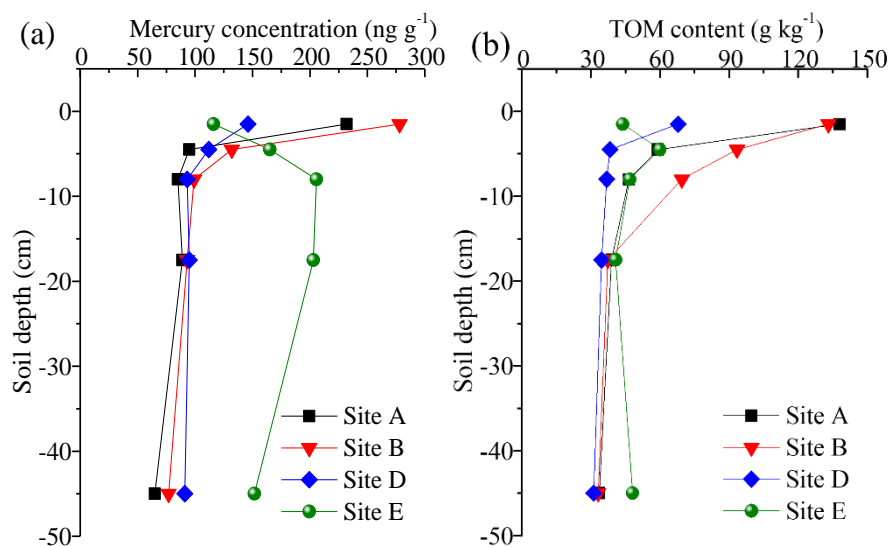 (a) Mercury concentration (ng g⁻¹)
0 50 100 150 200 250 300
0
-10
-20
-30
-40
-50
Soil depth (cm)
Site A
Site B
Site D
Site E
(b) TOM content (g kg⁻¹)
30 60 90 120 150
0
-10
-20
-30
-40
-50
Soil depth (cm)
Site A
Site B
Site D
Site E